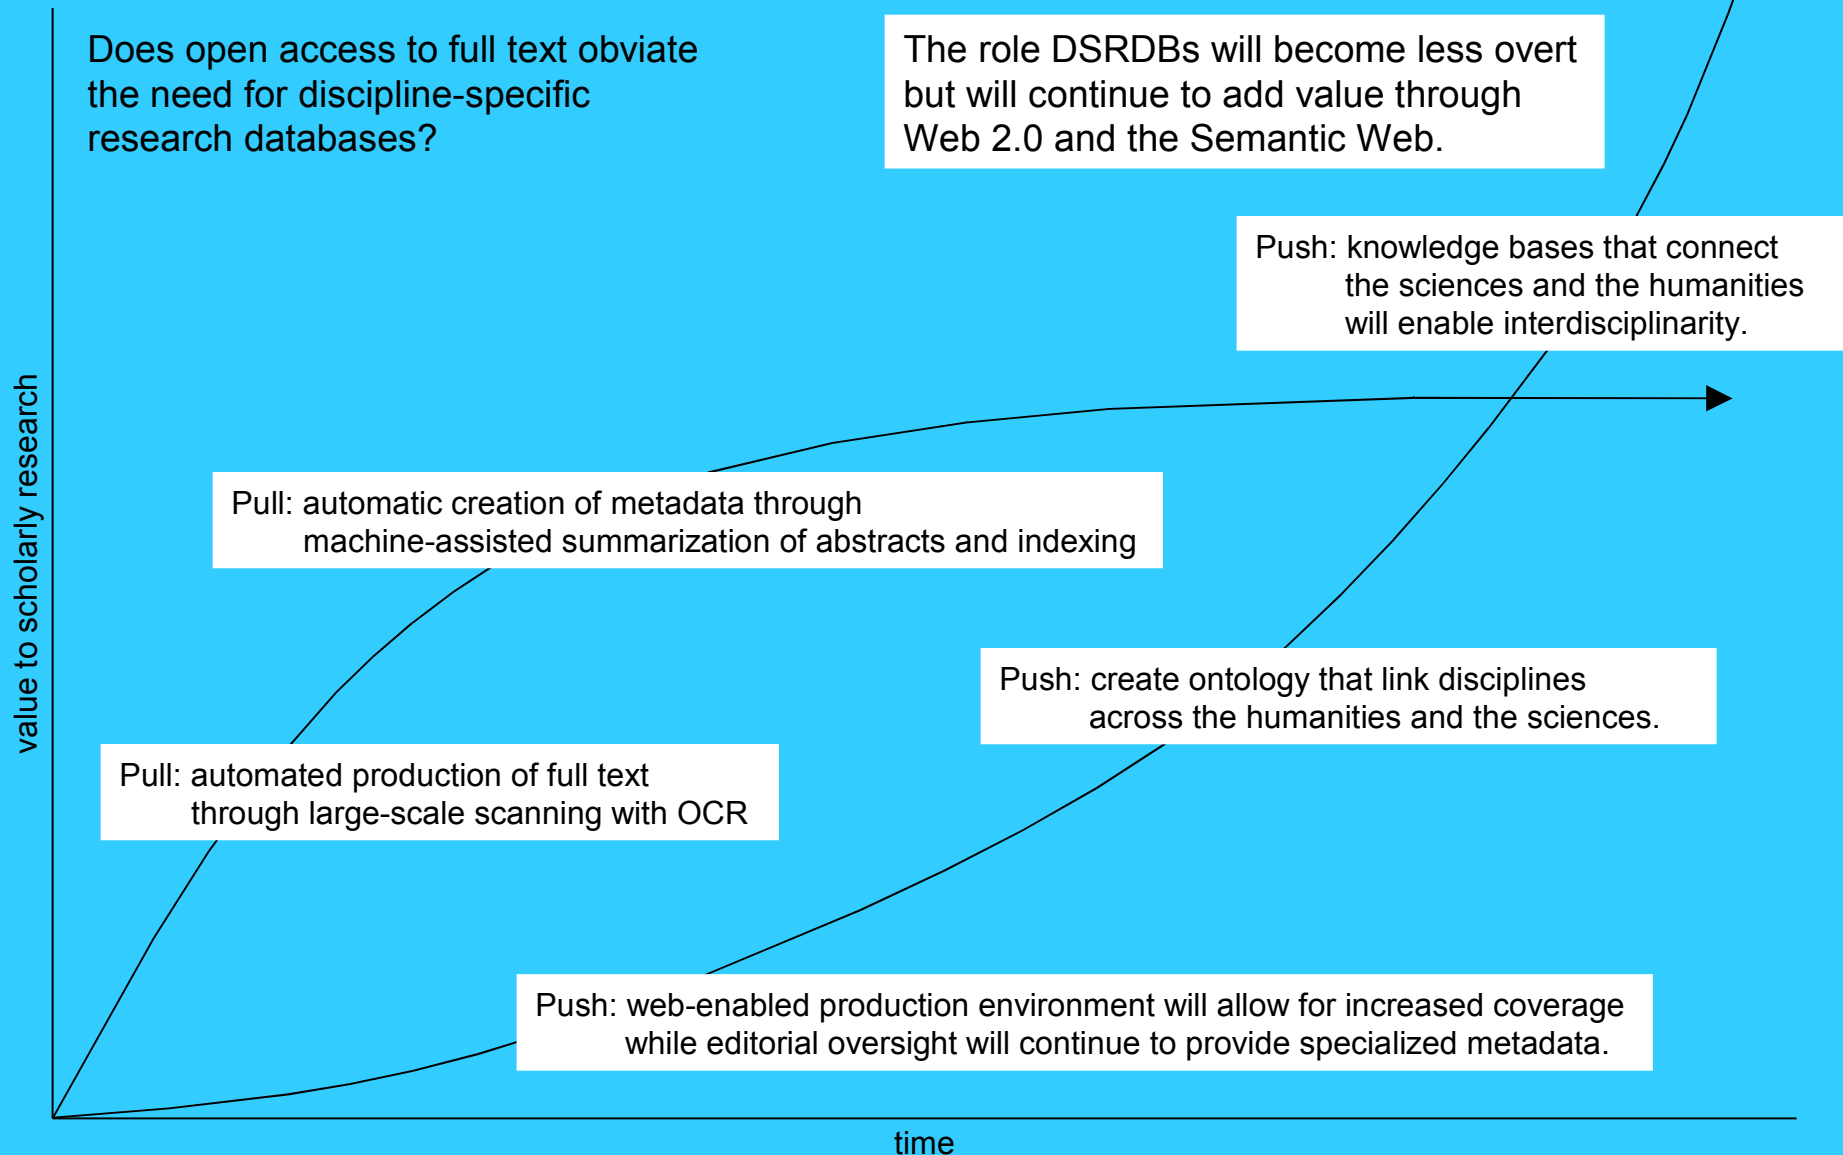 Does open access to full text obviate
the need for discipline-specific
research databases?
The role DSRDBs will become less overt
but will continue to add value through
Web 2.0 and the Semantic Web.
Push: knowledge bases that connect
the sciences and the humanities
will enable interdisciplinarity.
value to scholarly research
Pull: automatic creation of metadata through
machine-assisted summarization of abstracts and indexing
Push: create ontology that link disciplines
across the humanities and the sciences.
Pull: automated production of full text
through large-scale scanning with OCR
Push: web-enabled production environment will allow for increased coverage
while editorial oversight will continue to provide specialized metadata.
time